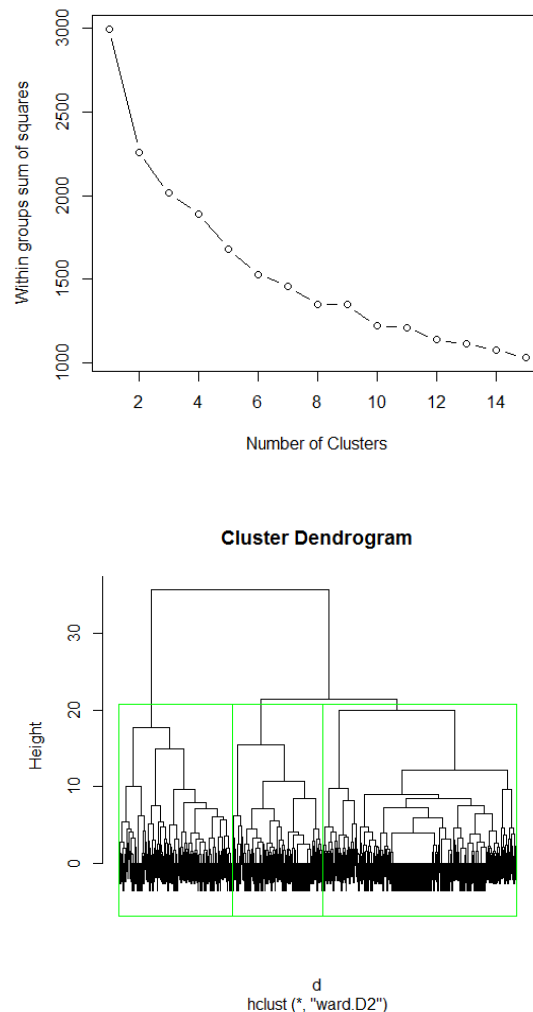 3000
2500
2000
1500
1000
Within groups sum of squares
2 4 6 8 10 12 14
Number of Clusters
Cluster Dendrogram
30
20
10
0
Height
d
hclust (*, "ward.D2")